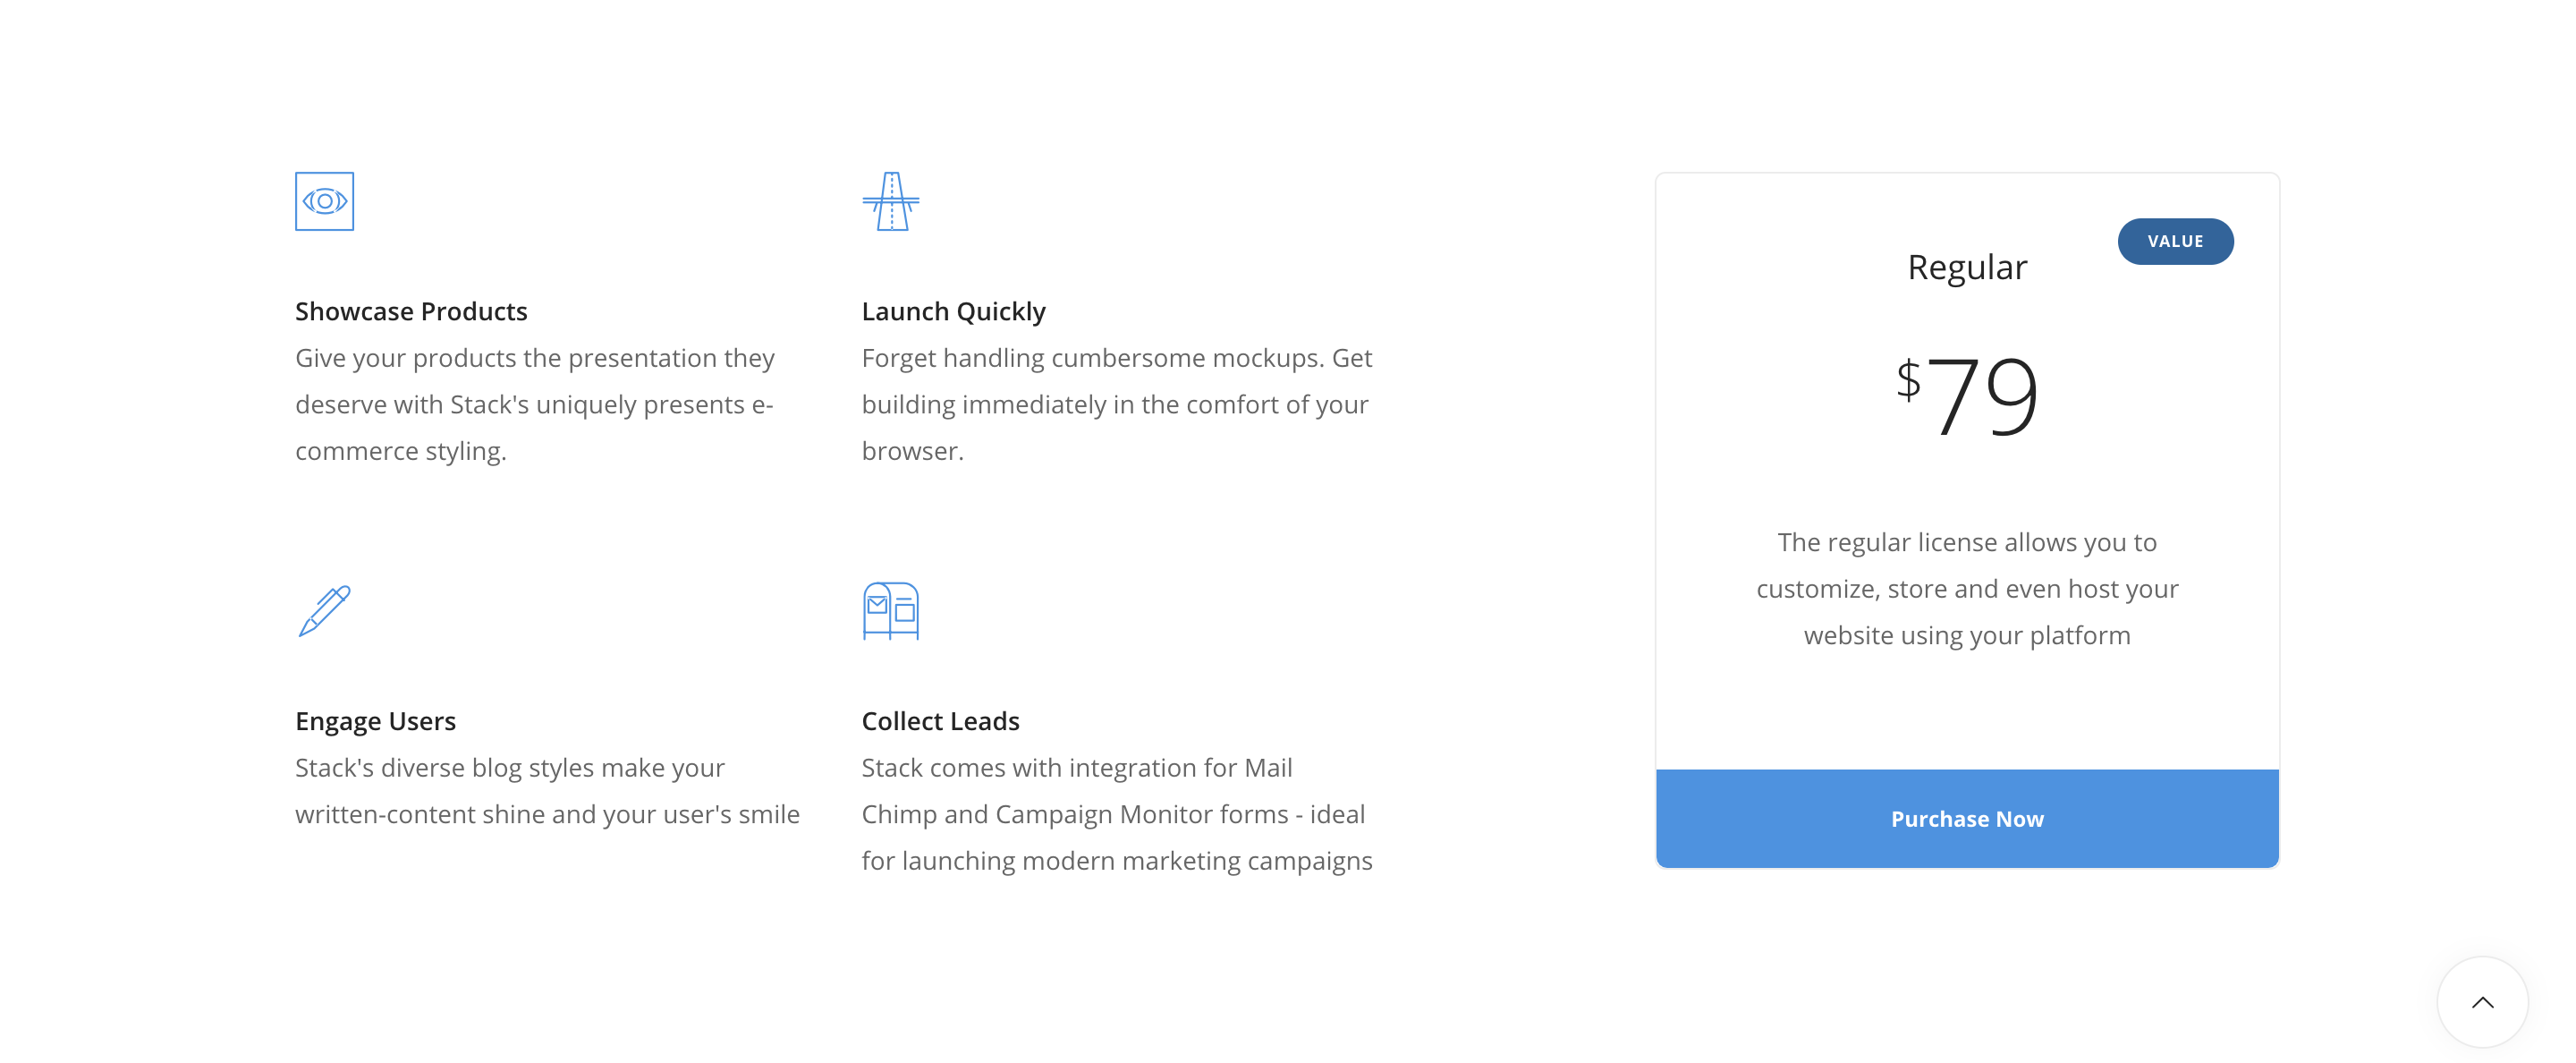 Showcase Products
Give your products the presentation they
deserve with Stack's uniquely presents e-
commerce styling.
Launch Quickly
Forget handling cumbersome mockups. Get
building immediately in the comfort of your
browser.
Engage Users
Stack's diverse blog styles make your
written-content shine and your user's smile
Collect Leads
Stack comes with integration for Mail
Chimp and Campaign Monitor forms - ideal
for launching modern marketing campaigns
VALUE
Regular
$79
The regular license allows you to
customize, store and even host your
website using your platform
Purchase Now